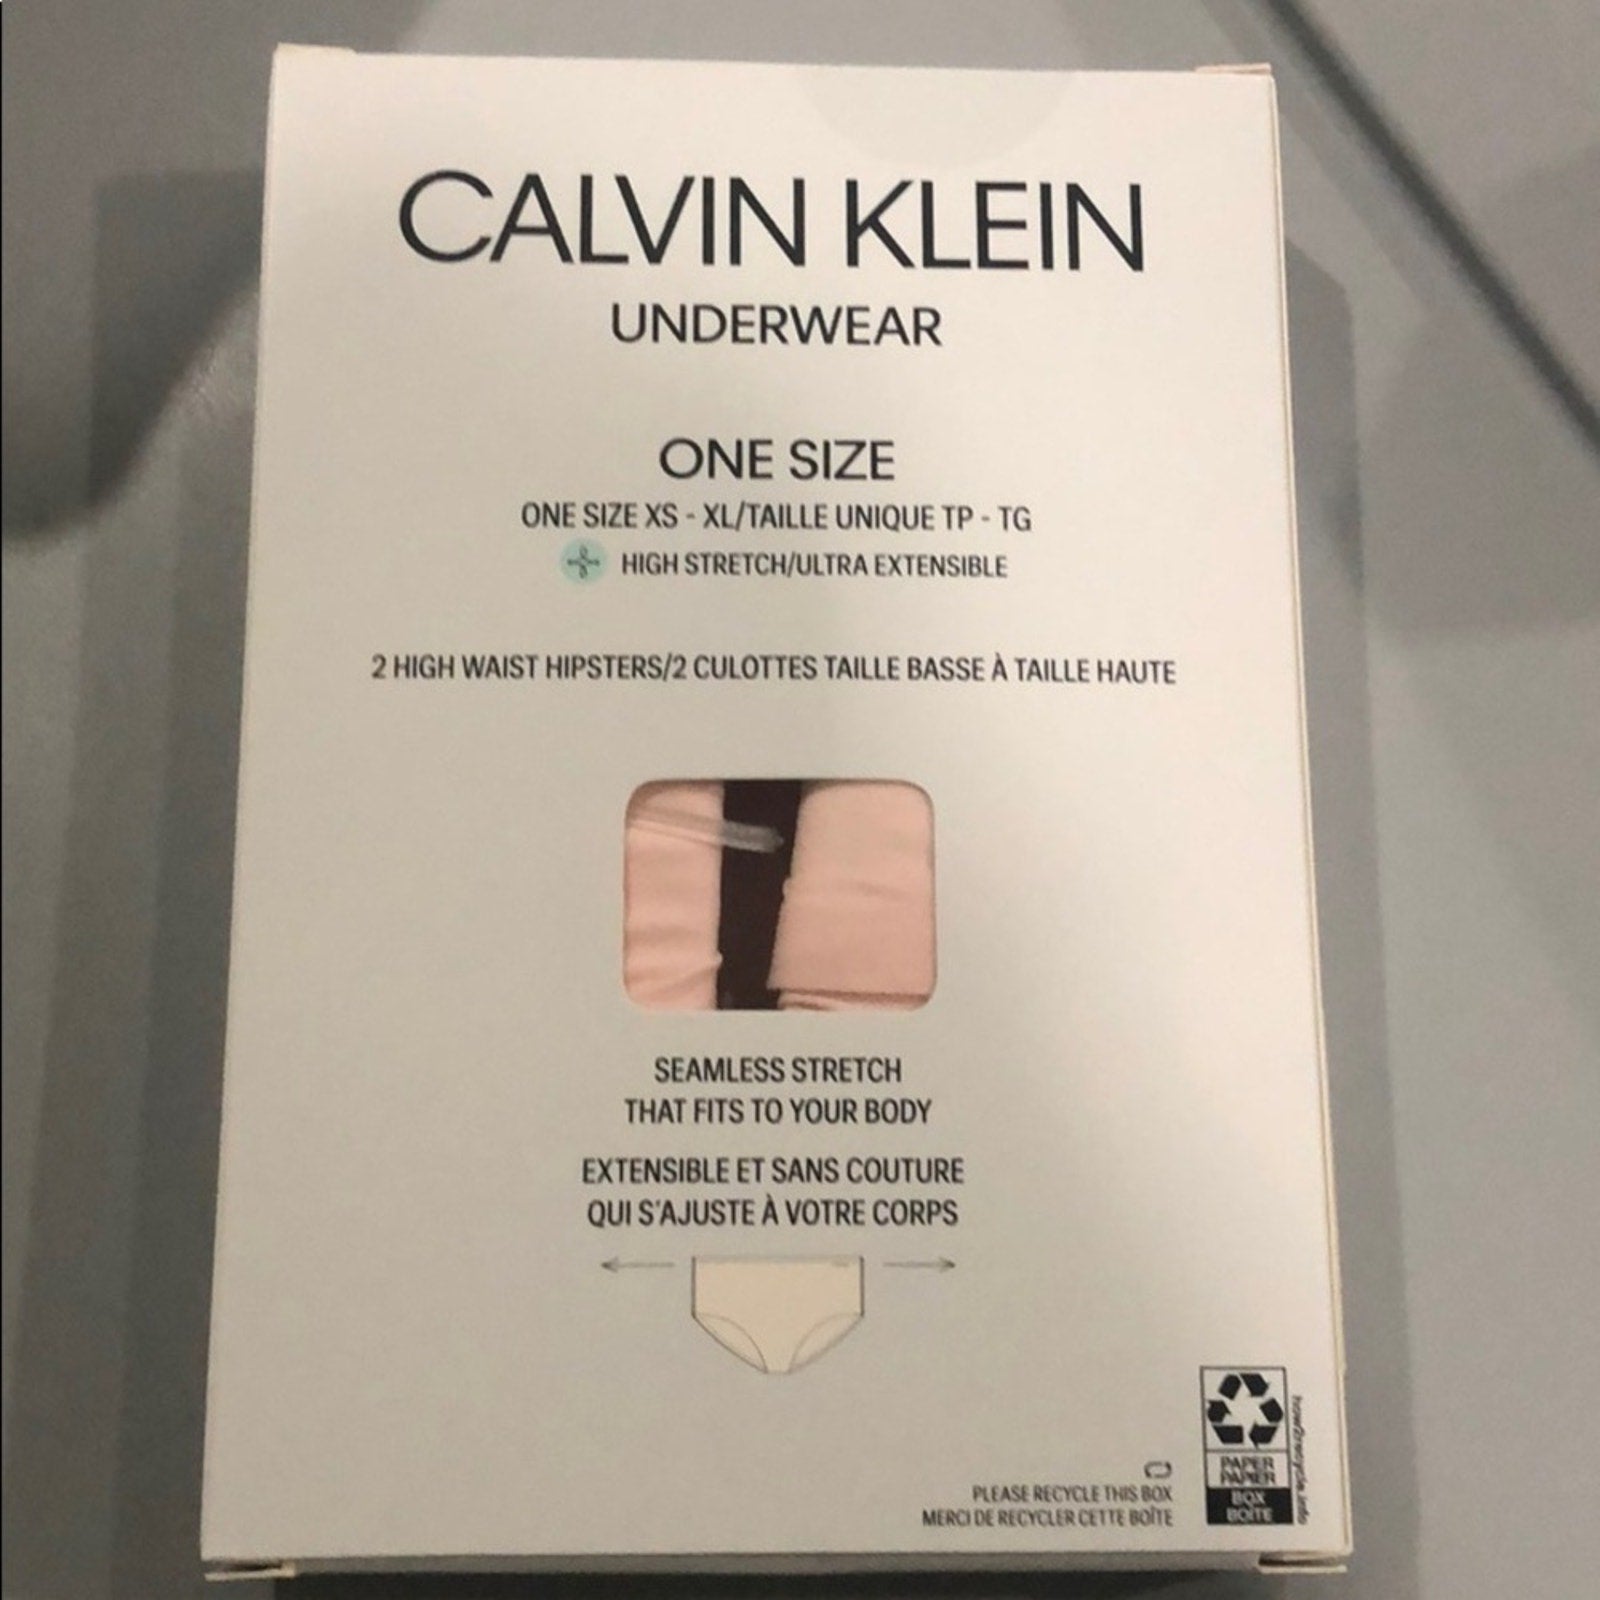 CALVIN KLEIN
UNDERWEAR
ONE SIZE
ONE SIZE XS - XL/TAILLE UNIQUE TP - TG
HIGH STRETCH/ULTRA EXTENSIBLE
2 HIGH WAIST HIPSTERS/2 CULOTTES TAILLE BASSE À TAILLE HAUTE
SEAMLESS STRETCH
THAT FITS TO YOUR BODY
EXTENSIBLE ET SANS COUTURE
QUI S'AJUSTE À VOTRE CORPS
PLEASE RECYCLE THIS BOX
MERCI DE RECYCLER CETTE BOÎTE
PAPER
PAPIER
BOX
BOÎTE
how2recycle.info